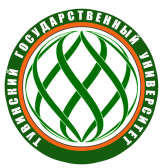 ТУВИНСКИЙ ГОСУДАРСТВЕННЫЙ УНИВЕРСИТЕТ